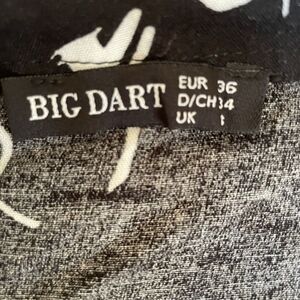 BIG DART
EUR 36
D/CH 34
UK